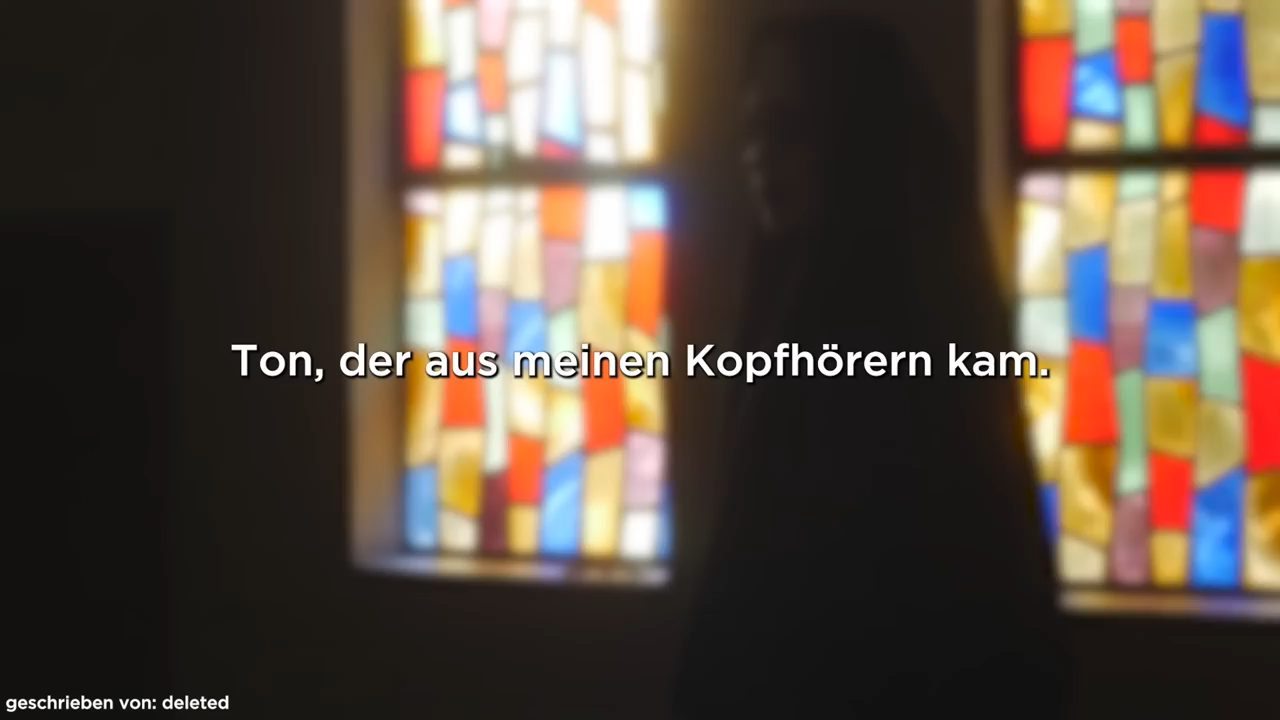 Ton, der aus meinen Kopfhörern kam.
geschrieben von: deleted